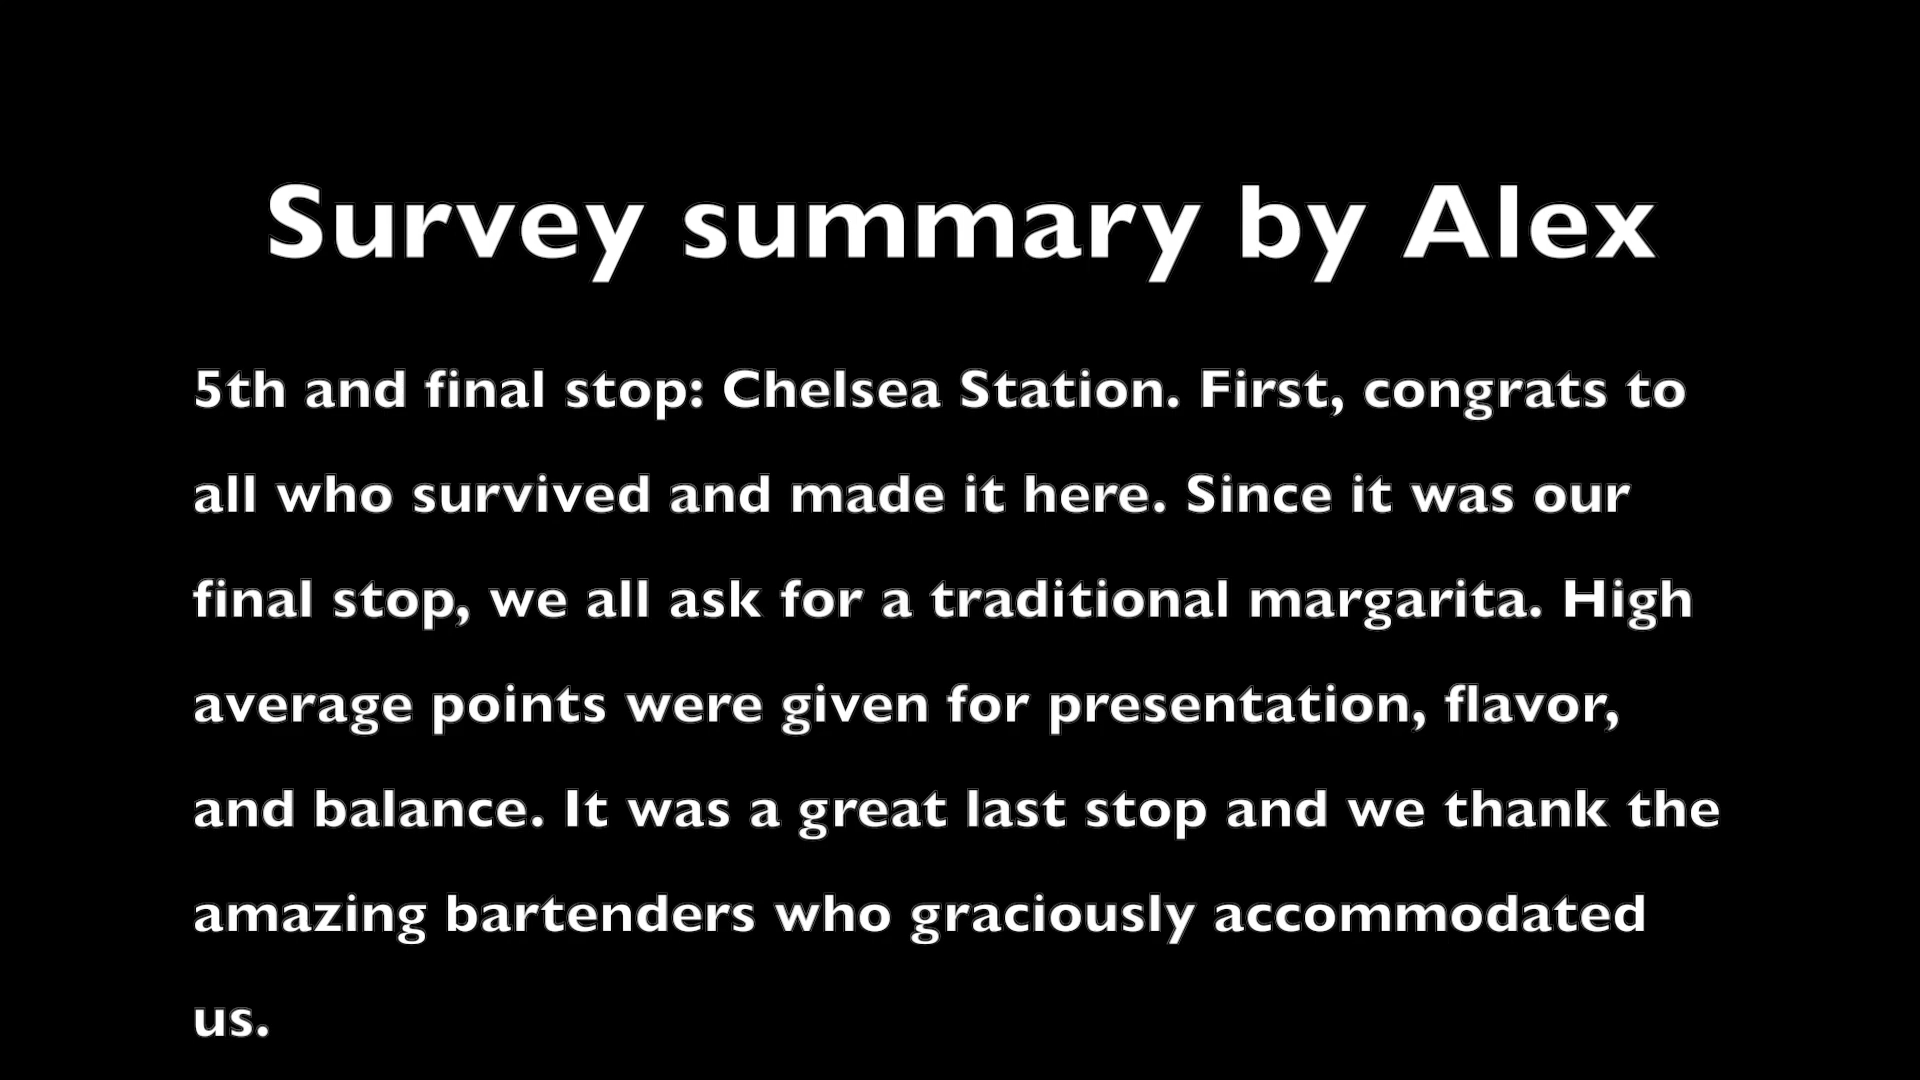 Survey summary by Alex
5th and final stop: Chelsea Station. First, congrats to
all who survived and made it here. Since it was our
final stop, we all ask for a traditional margarita. High
average points were given for presentation, flavor,
and balance. It was a great last stop and we thank the
amazing bartenders who graciously accommodated
us.